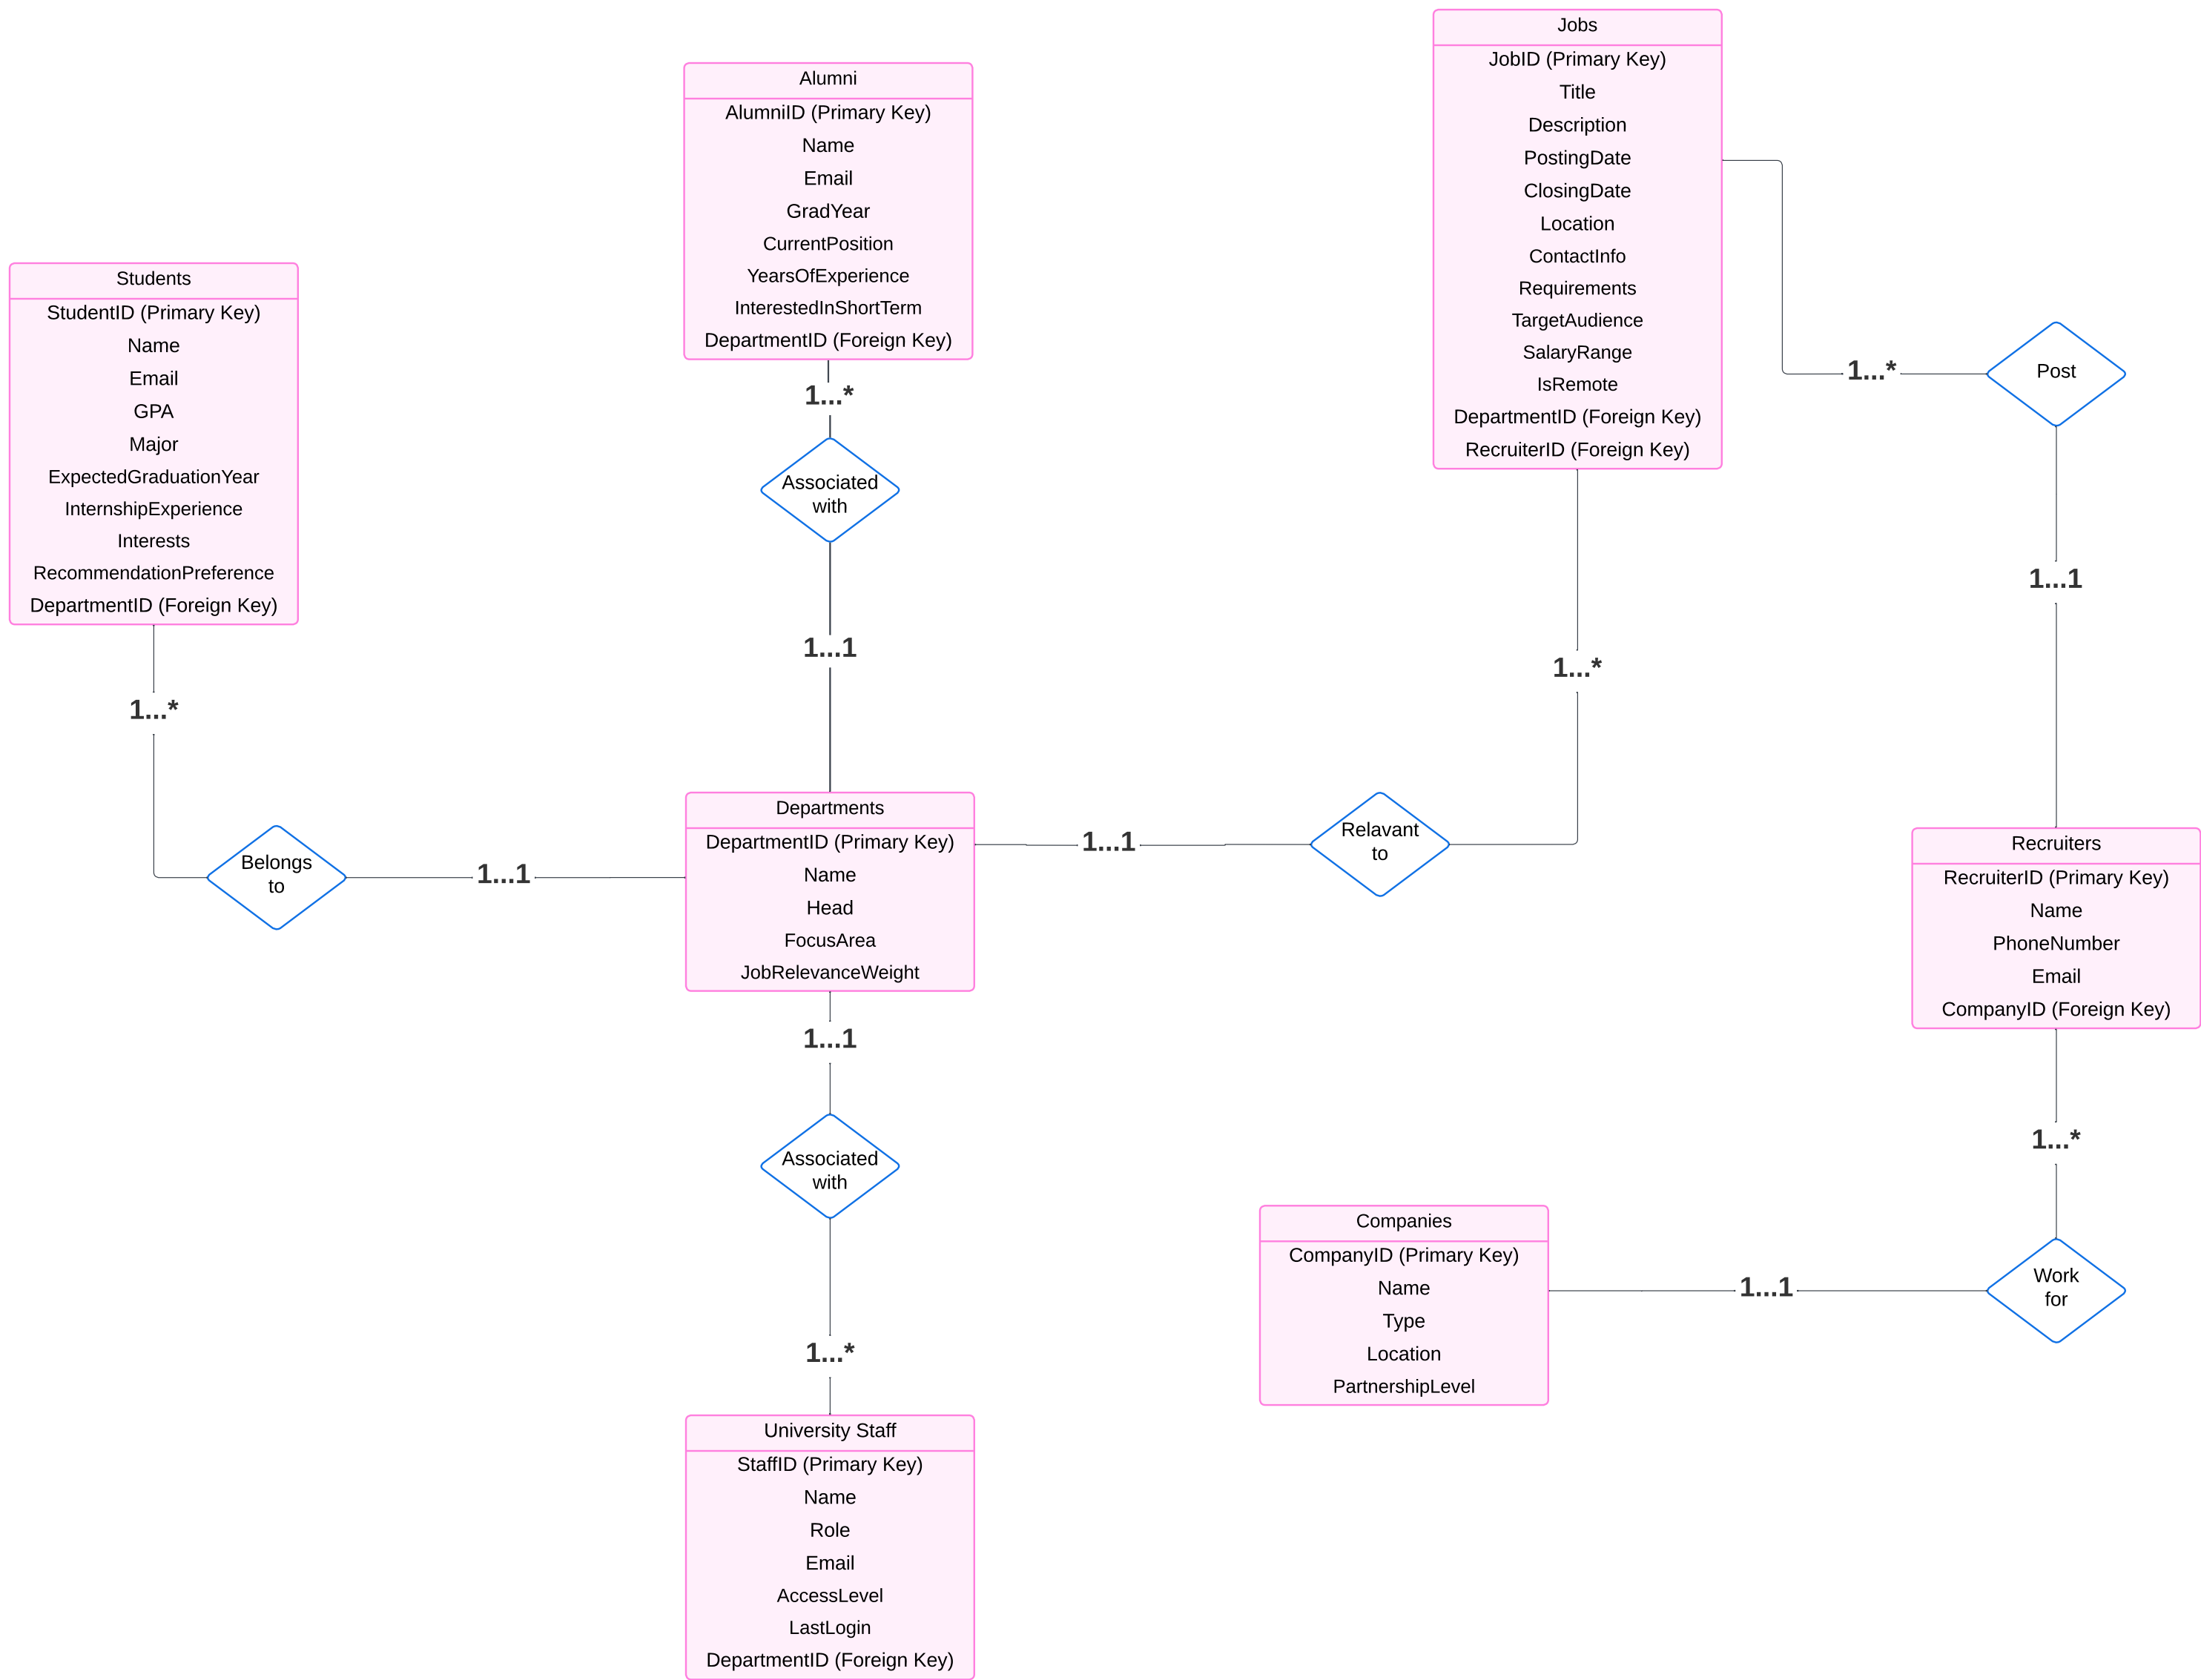 Jobs
JobID (Primary Key)
Title
Description
PostingDate
ClosingDate
Location
ContactInfo
Requirements
TargetAudience
SalaryRange
IsRemote
DepartmentID (Foreign Key)
RecruiterID (Foreign Key)
Alumni
AlumniID (Primary Key)
Name
Email
GradYear
CurrentPosition
YearsOfExperience
InterestedInShortTerm
DepartmentID (Foreign Key)
Students
StudentID (Primary Key)
Name
Email
GPA
Major
ExpectedGraduationYear
InternshipExperience
Interests
RecommendationPreference
DepartmentID (Foreign Key)
1...*
Post
1...*
Associated
with
1...1
1...1
1...*
1...*
Belongs
to
1...1
Departments
DepartmentID (Primary Key)
Name
Head
FocusArea
JobRelevanceWeight
1...1
Relavant
to
Recruiters
RecruiterID (Primary Key)
Name
PhoneNumber
Email
CompanyID (Foreign Key)
1...1
Associated
with
1...*
1...*
Companies
CompanyID (Primary Key)
Name
Type
Location
PartnershipLevel
1...1
Work
for
University Staff
StaffID (Primary Key)
Name
Role
Email
AccessLevel
LastLogin
DepartmentID (Foreign Key)